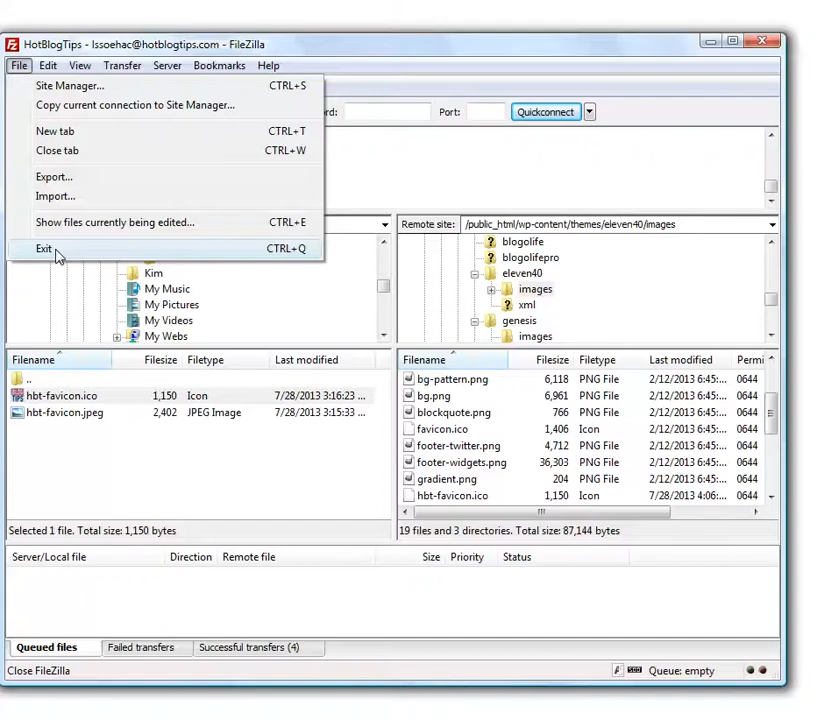 HotBlogTips - lssoehac@hotblogtips.com - FileZilla
File Edit View Transfer Server Bookmarks Help
Site Manager... CTRL+S
Copy current connection to Site Manager...
New tab CTRL+T
Close tab CTRL+W
Export...
Import...
Show files currently being edited... CTRL+E
Exit CTRL+Q
rd: Port: Quickconnect
Remote site: /public_html/wp-content/themes/eleven40/images
Kim
My Music
My Pictures
My Videos
My Webs
blogolife
blogolifepro
eleven40
images
xml
genesis
images
Filename Filesize Filetype Last modified
..
hbt-favicon.ico 1,150 Icon 7/28/2013 3:16:23 ...
hbt-favicon.jpeg 2,402 JPEG Image 7/28/2013 3:15:33 ...
Selected 1 file. Total size: 1,150 bytes
Filename Filesize Filetype Last modified Permi
bg-pattern.png 6,118 PNG File 2/12/2013 6:45:... 0644
bg.png 6,961 PNG File 2/12/2013 6:45:... 0644
blockquote.png 766 PNG File 2/12/2013 6:45:... 0644
favicon.ico 1,406 Icon 2/12/2013 6:45:... 0644
footer-twitter.png 4,712 PNG File 2/12/2013 6:45:... 0644
footer-widgets.png 36,303 PNG File 2/12/2013 6:45:... 0644
gradient.png 204 PNG File 2/12/2013 6:45:... 0644
hbt-favicon.ico 1,150 Icon 7/28/2013 4:06:... 0644
19 files and 3 directories. Total size: 87,144 bytes
Server/Local file Direction Remote file Size Priority Status
Queued files Failed transfers Successful transfers (4)
Close FileZilla Queue: empty